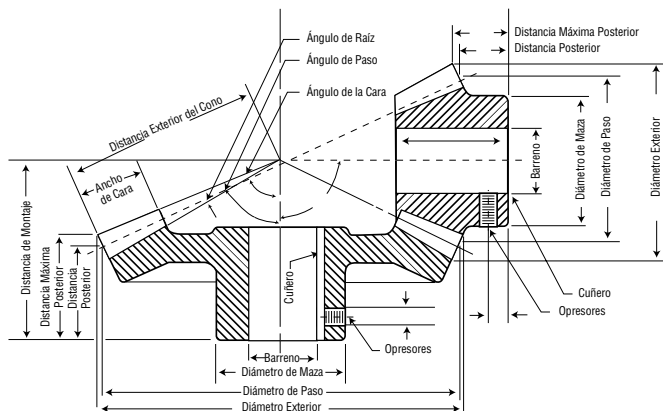 Distancia Máxima Posterior
Distancia Posterior
Ángulo de Raíz
Ángulo de Paso
Ángulo de la Cara
Distancia Exterior del Cono
Ancho
de Cara
Barreno
Diámetro de Maza
Diámetro de Paso
Diámetro Exterior
Distancia de Montaje
Distancia Máxima
Posterior
Distancia
Posterior
Cuñero
Cuñero
Opresores
Opresores
Barreno
Diámetro de Maza
Diámetro de Paso
Diámetro Exterior